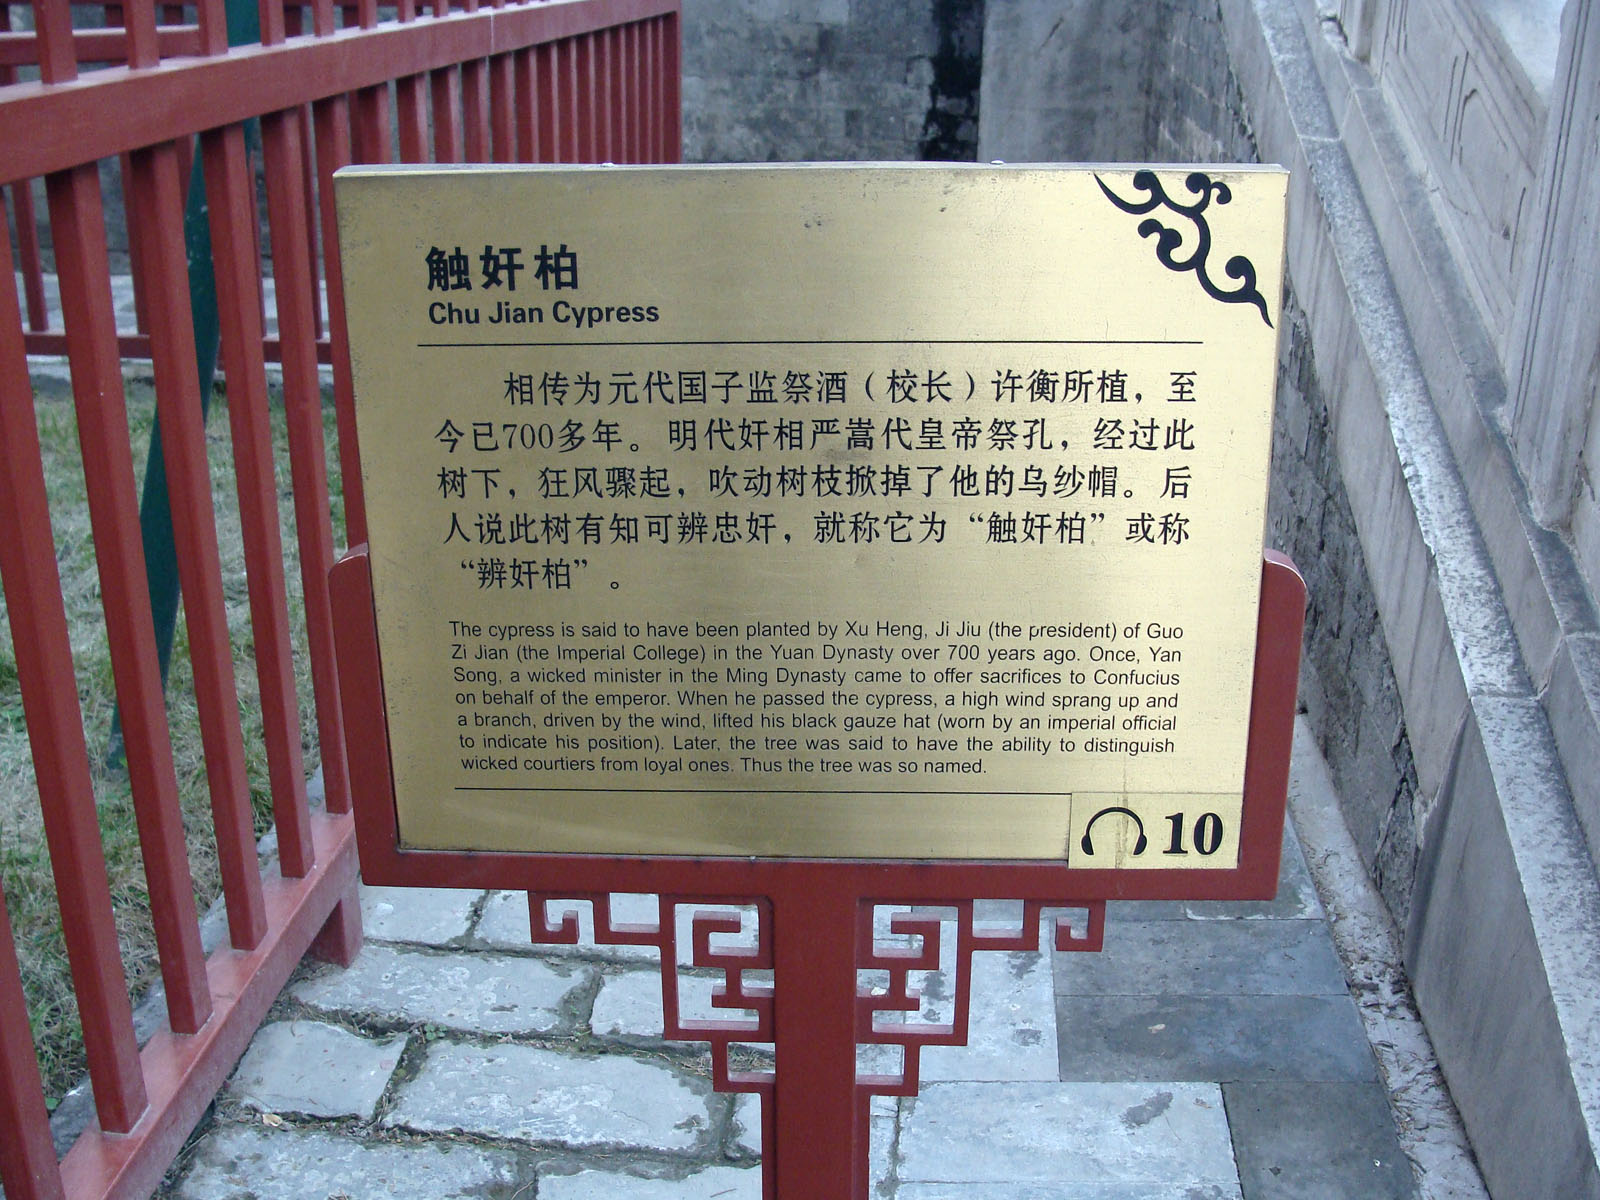 触奸柏
Chu Jian Cypress
相传为元代国子监祭酒（校长）许衡所植，至
今已700多年。明代奸相严嵩代皇帝祭孔，经过此
树下，狂风骤起，吹动树枝掀掉了他的乌纱帽。后
人说此树有知可辨忠奸，就称它为“触奸柏”或称
“辨奸柏”。
The cypress is said to have been planted by Xu Heng, Ji Jiu (the president) of Guo
Zi Jian (the Imperial College) in the Yuan Dynasty over 700 years ago. Once, Yan
Song, a wicked minister in the Ming Dynasty came to offer sacrifices to Confucius
on behalf of the emperor. When he passed the cypress, a high wind sprang up and
a branch, driven by the wind, lifted his black gauze hat (worn by an imperial official
to indicate his position). Later, the tree was said to have the ability to distinguish
wicked courtiers from loyal ones. Thus the tree was so named.
10